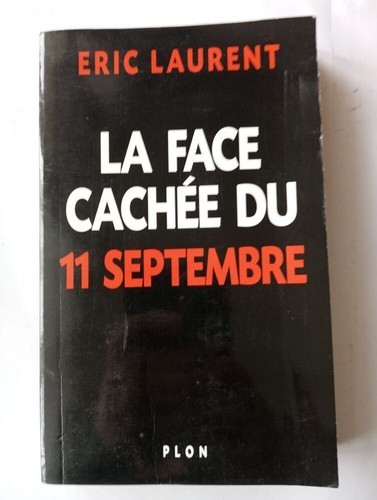 ERIC LAURENT
LA FACE
CACHÉE DU
11 SEPTEMBRE
PLON